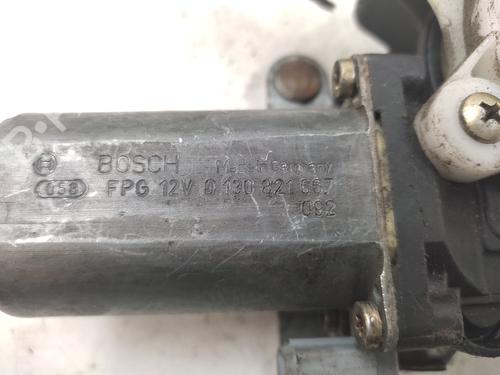 BOSCH Made in Germany
058 FPG 12V 0 130 821 667
092